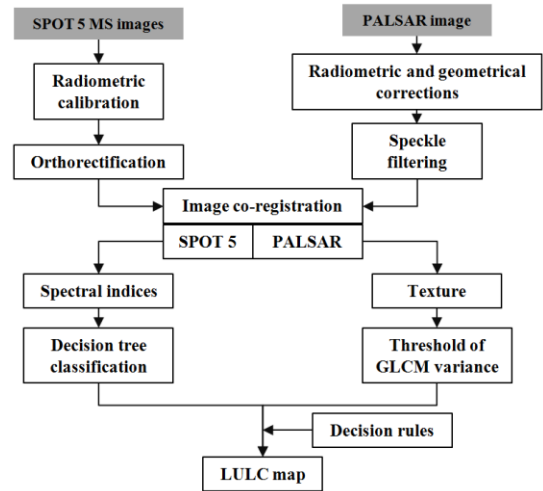 SPOT 5 MS images
PALSAR image
Radiometric
calibration
Radiometric and geometrical
corrections
Orthorectification
Speckle
filtering
Image co-registration
SPOT 5
PALSAR
Spectral indices
Texture
Decision tree
classification
Threshold of
GLCM variance
Decision rules
LULC map